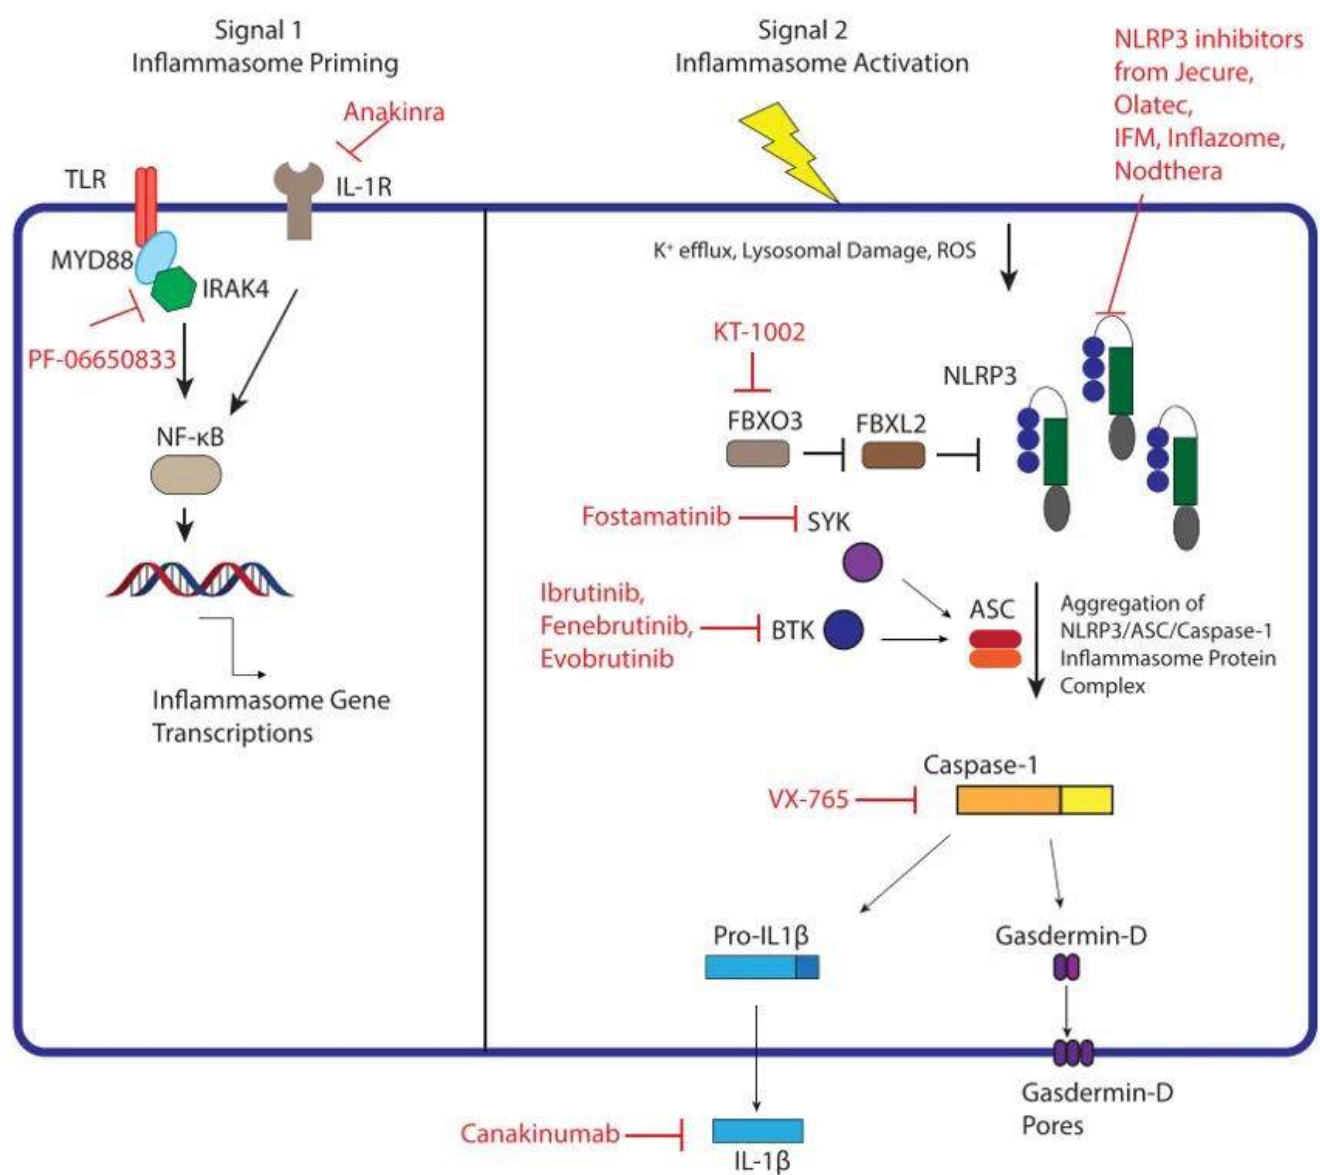 Signal 1
Inflammasome Priming
Anakinra
TLR
IL-1R
MYD88
IRAK4
PF-06650833
NF-κB
Inflammasome Gene
Transcriptions
Signal 2
Inflammasome Activation
NLRP3 inhibitors
from Jecure,
Olatec,
IFM, Inflazome,
Nodthera
K⁺ efflux, Lysosomal Damage, ROS
KT-1002
NLRP3
FBXO3
FBXL2
Fostamatinib
SYK
Ibrutinib,
Fenebrutinib,
Evobrutinib
BTK
ASC
Aggregation of
NLRP3/ASC/Caspase-1
Inflammasome Protein
Complex
Caspase-1
VX-765
Pro-IL1β
Gasdermin-D
Gasdermin-D
Pores
Canakinumab
IL-1β